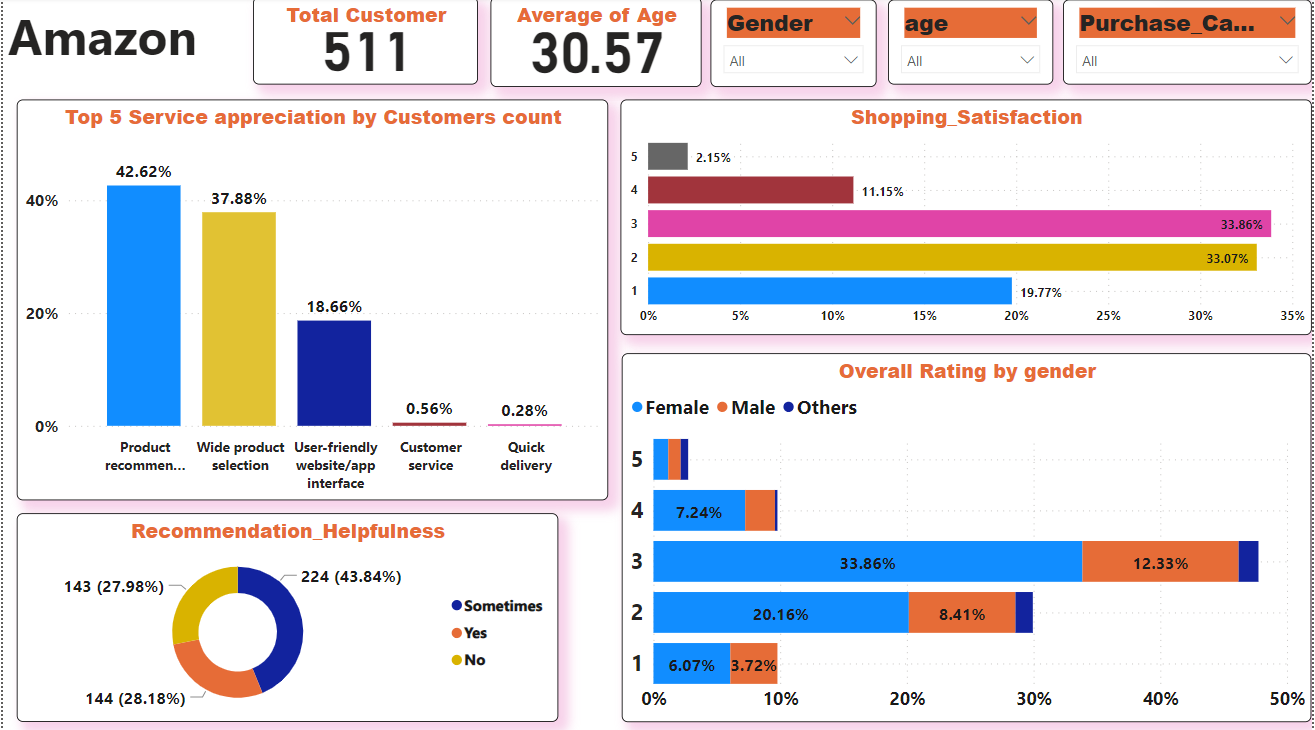 Amazon
Total Customer
511
Average of Age
30.57
Gender
All
age
All
Purchase_Ca...
All
Top 5 Service appreciation by Customers count
42.62%
37.88%
18.66%
0.56%
0.28%
40%
20%
0%
Product
recommen...
Wide product
selection
User-friendly
website/app
interface
Customer
service
Quick
delivery
Shopping_Satisfaction
5
2.15%
4
11.15%
3
33.86%
2
33.07%
1
19.77%
0%
5%
10%
15%
20%
25%
30%
35%
Recommendation_Helpfulness
143 (27.98%)
224 (43.84%)
144 (28.18%)
Sometimes
Yes
No
Overall Rating by gender
Female
Male
Others
5
4
7.24%
3
33.86%
12.33%
2
20.16%
8.41%
1
6.07%
3.72%
0%
10%
20%
30%
40%
50%